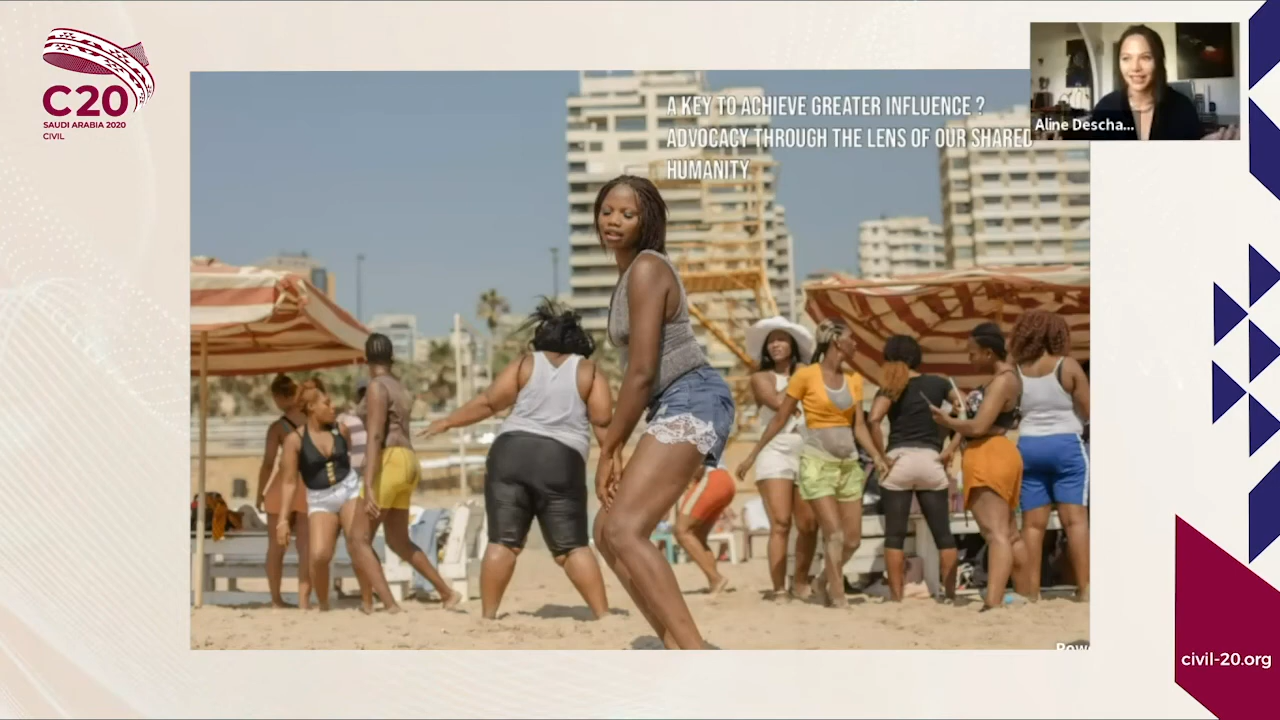 C20
SAUDI ARABIA 2020
CIVIL
A KEY TO ACHIEVE GREATER INFLUENCE ?
ADVOCACY THROUGH THE LENS OF OUR SHARED
HUMANITY
Aline Descha...
Pow
civil-20.org